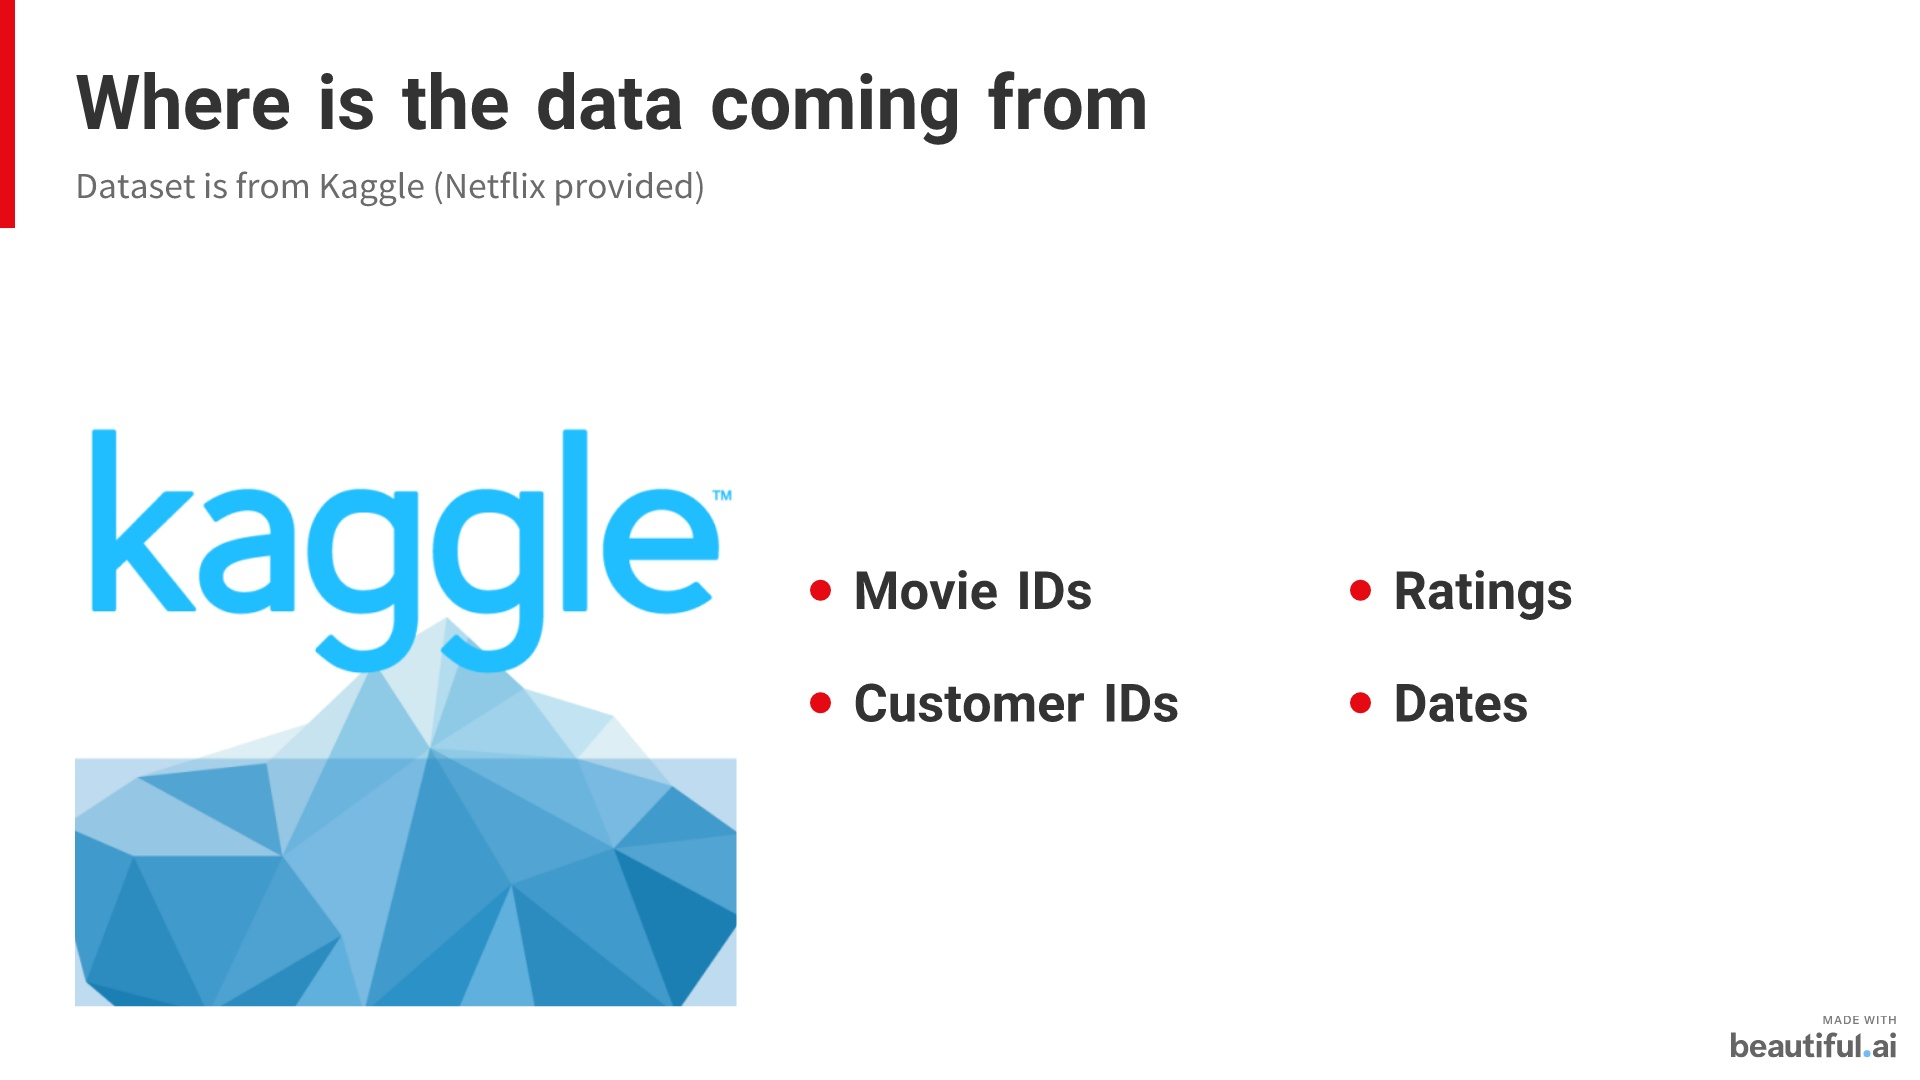 Where is the data coming from
Dataset is from Kaggle (Netflix provided)
kaggle™
• Movie IDs
• Customer IDs
• Ratings
• Dates
MADE WITH
beautiful.ai